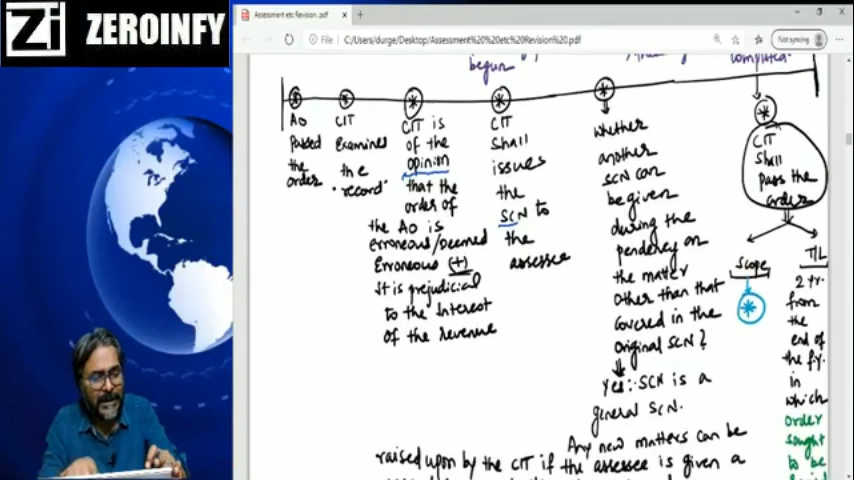 Zi ZEROINFY
Assessment etc Revision .pdf
File C:/Users/durge/Desktop/Assessment%20%20etc%20Revision%20.pdf
Not syncing
begun
completed
AO
Passed
the
order
CIT
Examines
the
"record"
CIT is
of the
opinion
that the
order of
the AO is
erroneous/deemed
Erroneous (+)
It is prejudicial
to the Interest
of the revenue
CIT
Shall
issues
the
SCN to
the
assessee
whether
another
SCN can
be given
during the
pendency on
the matter
other than that
covered in the
original SCN?
Yes:. SCN is a
general SCN.
Any new matters can be
raised upon by the CIT if the assessee is given a
CIT
Shall
Pass the
order
Scope
T/L
2 yr.
from
the
end of
the f.y.
in
which
order
sought
to be